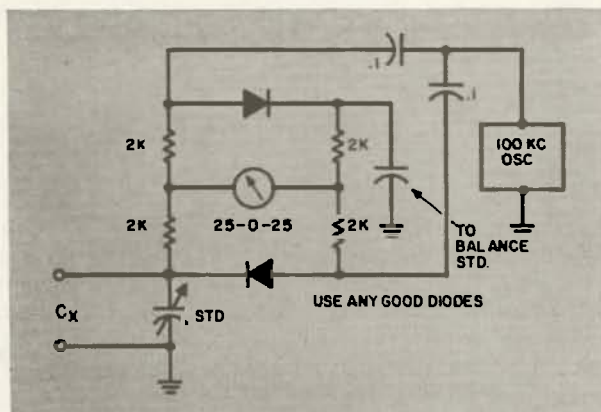 .1
.1
100 KC
OSC
2K
2K
25-0-25
2K
2K
TO
BALANCE
STD.
USE ANY GOOD DIODES
CX
STD